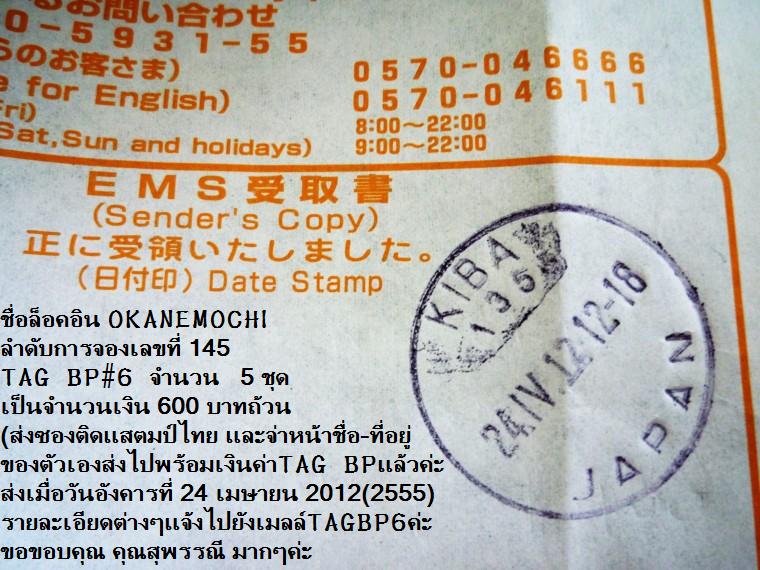 るお問い合わせ
0-5931-55
らのお客さま) 0570-046666
e for English) 0570-046111
Fri) 8:00～22:00
Sat,Sun and holidays) 9:00～22:00
EMS受取書
(Sender's Copy)
正に受領いたしました。
(日付印) Date Stamp
KIBA
135
24.IV.12.12-18
JAPAN
ชื่อล็อคอิน OKANEMOCHI
ลำดับการจองเลขที่ 145
TAG BP#6 จำนวน 5 ชุด
เป็นจำนวนเงิน 600 บาทถ้วน
(ส่งซองติดแสตมป์ไทย และจ่าหน้าชื่อ-ที่อยู่
ของตัวเองส่งไปพร้อมเงินค่าTAG BPแล้วค่ะ
ส่งเมื่อวันอังคารที่ 24 เมษายน 2012(2555)
รายละเอียดต่างๆแจ้งไปยังเมลล์TAGBP6ค่ะ
ขอขอบคุณ คุณสุพรรณี มากๆค่ะ